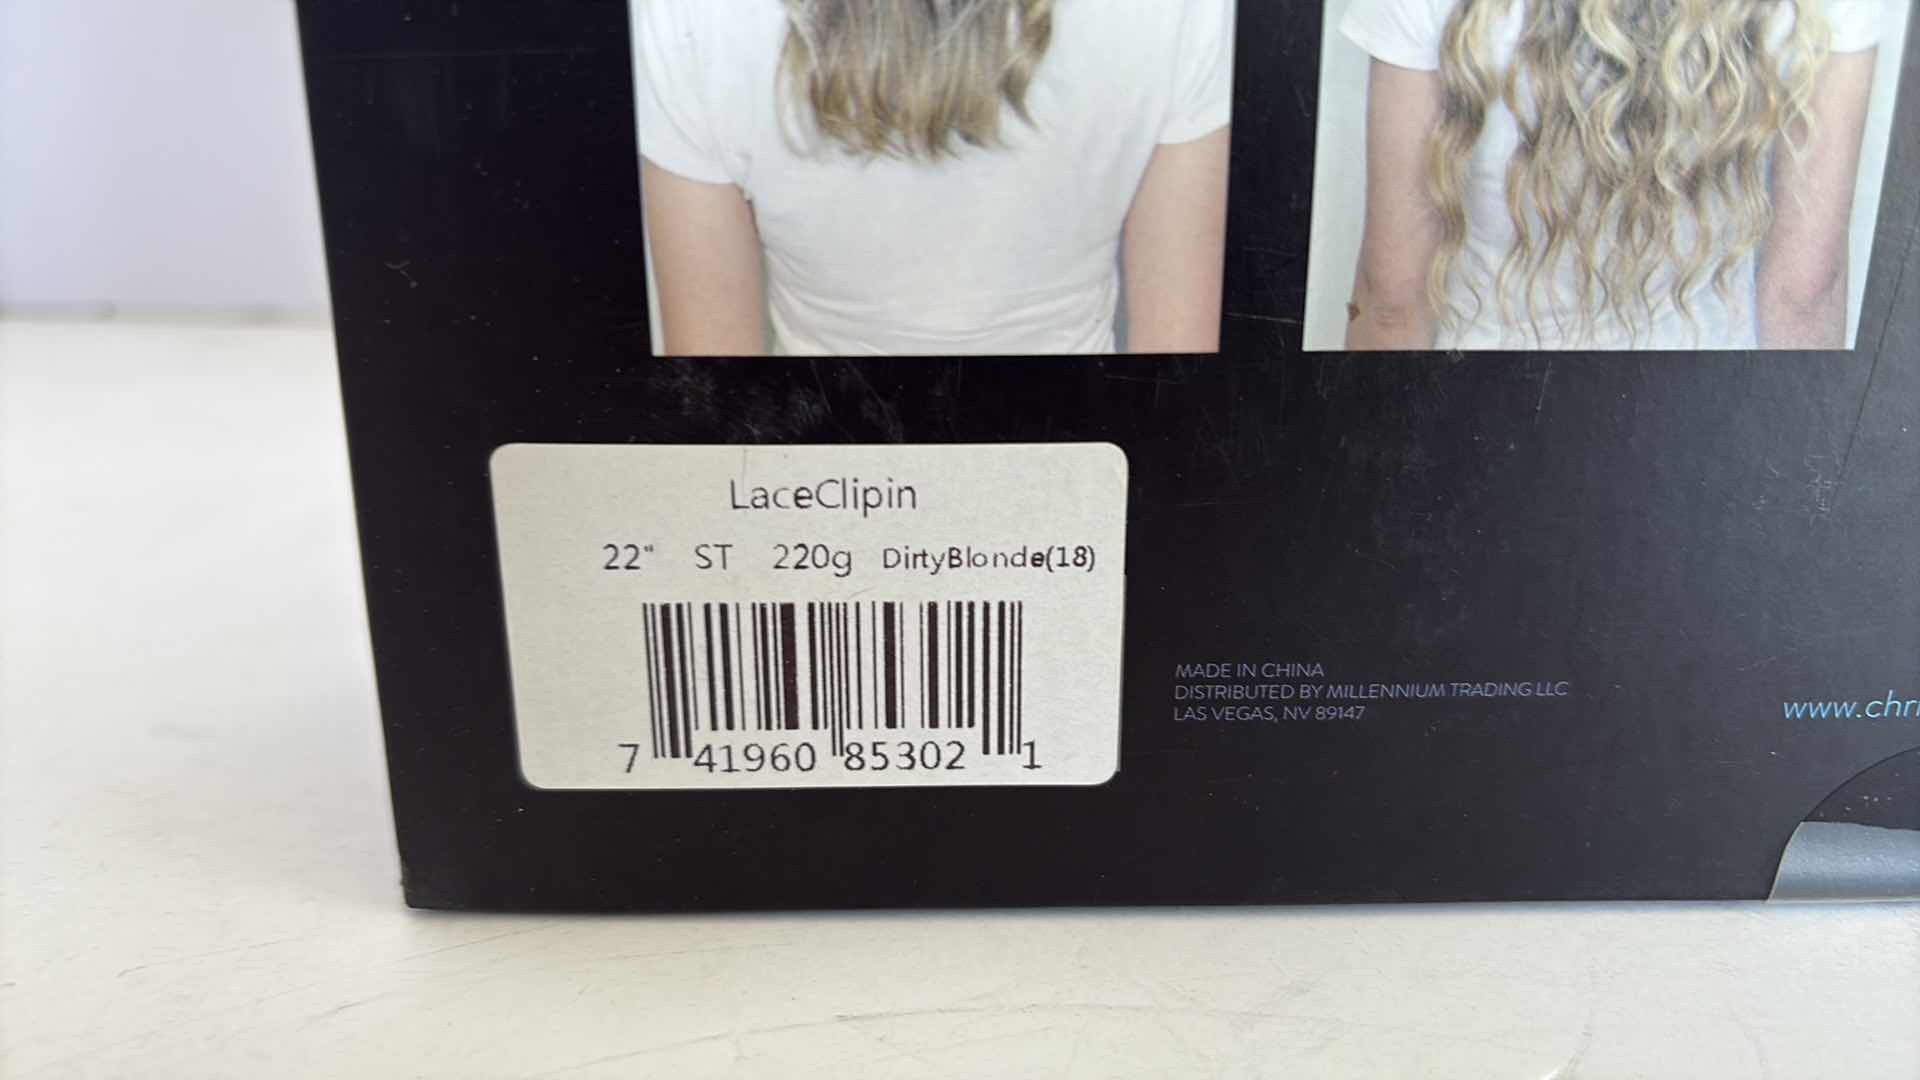 LaceClipin
22" ST 220g DirtyBlonde(18)
7 41960 85302 1
MADE IN CHINA
DISTRIBUTED BY MILLENNIUM TRADING LLC
LAS VEGAS, NV 89147
www.chri